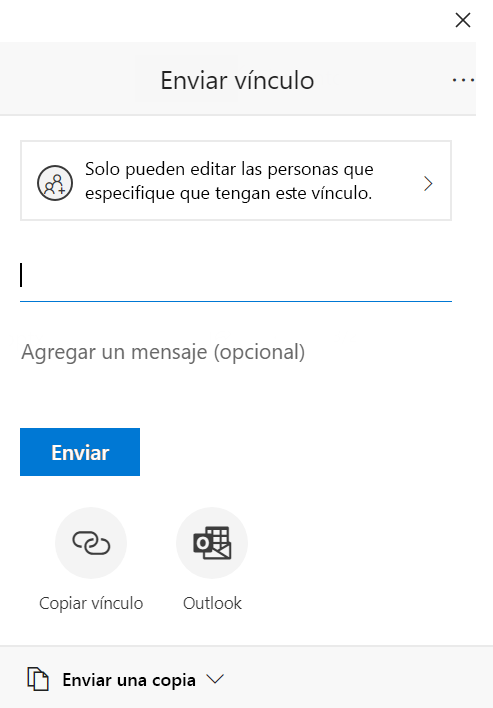 Enviar vínculo
Solo pueden editar las personas que
especifique que tengan este vínculo.
Agregar un mensaje (opcional)
Enviar
Copiar vínculo
Outlook
Enviar una copia